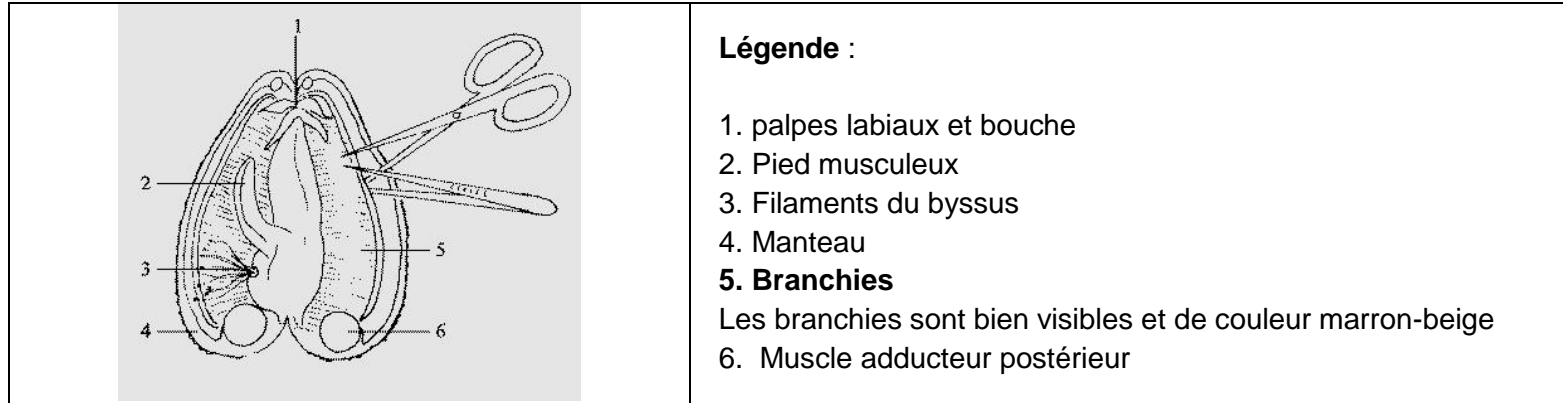 1
2
3
4
5
6
Légende :
1. palpes labiaux et bouche
2. Pied musculeux
3. Filaments du byssus
4. Manteau
5. Branchies
Les branchies sont bien visibles et de couleur marron-beige
6. Muscle adducteur postérieur